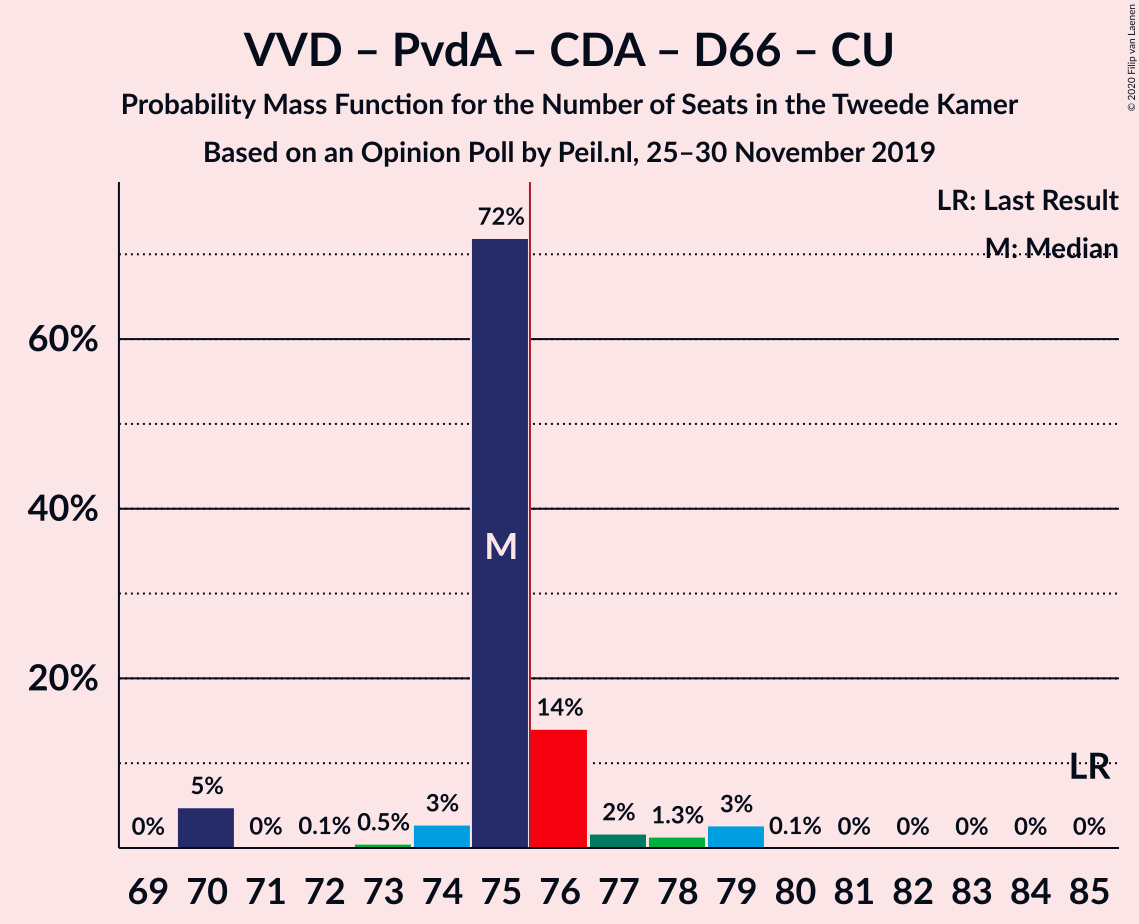 VVD – PvdA – CDA – D66 – CU
Probability Mass Function for the Number of Seats in the Tweede Kamer
Based on an Opinion Poll by Peil.nl, 25–30 November 2019
© 2020 Filip van Laenen
LR: Last Result
M: Median
60%
40%
20%
0% 5% 0% 0.1% 0.5% 3% 72% 14% 2% 1.3% 3% 0.1% 0% 0% 0% 0% 0%
M
LR
69 70 71 72 73 74 75 76 77 78 79 80 81 82 83 84 85